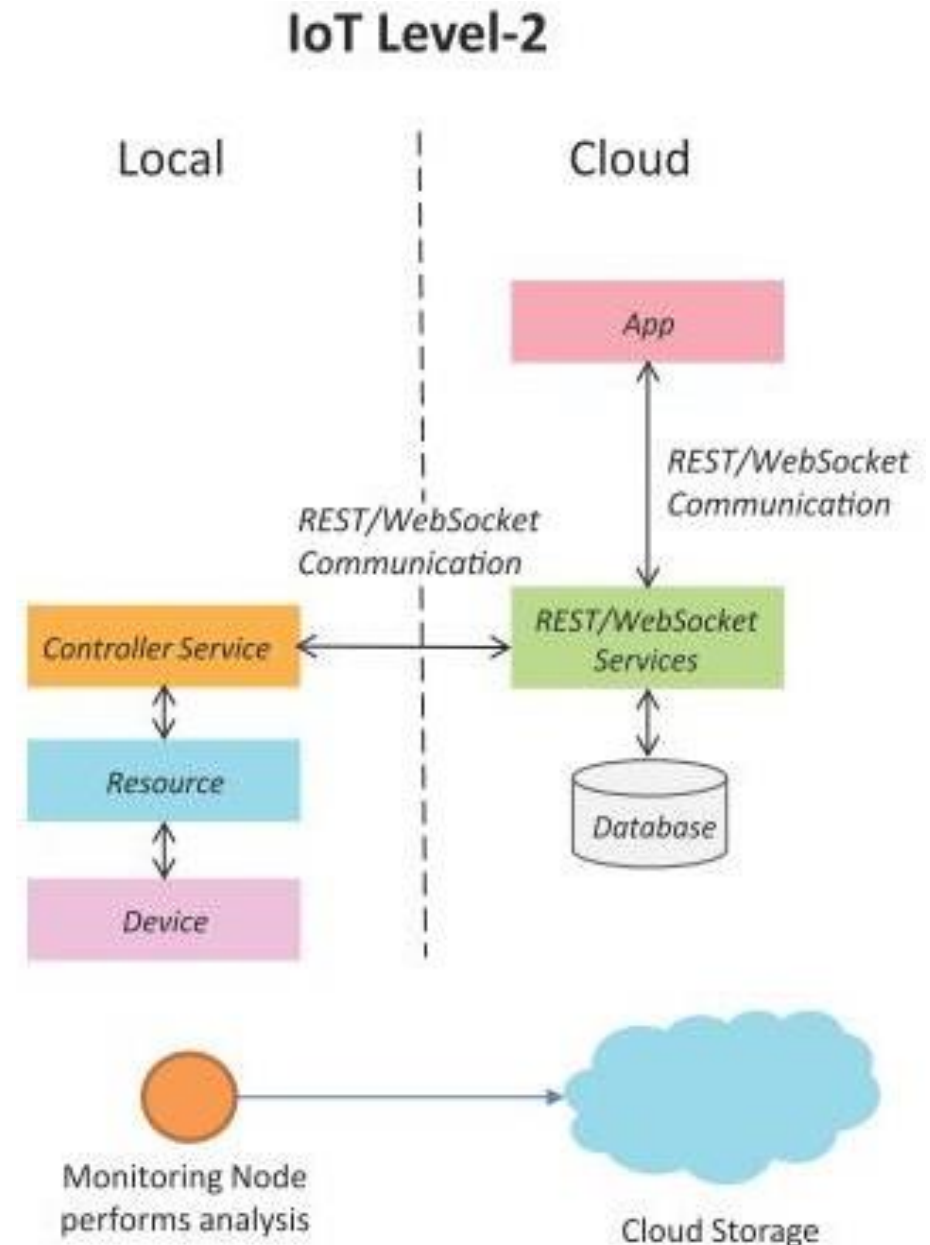 IoT Level-2
Local
Cloud
App
REST/WebSocket
Communication
REST/WebSocket
Communication
Controller Service
REST/WebSocket
Services
Resource
Database
Device
Monitoring Node
performs analysis
Cloud Storage